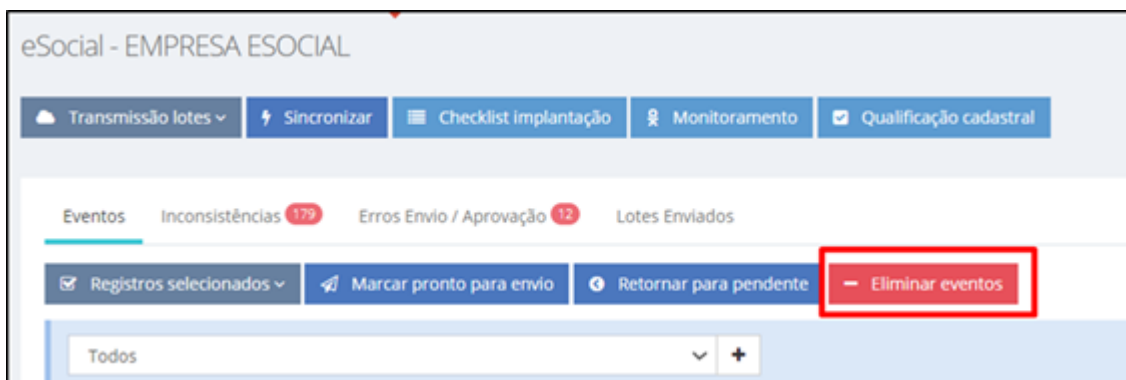 eSocial - EMPRESA ESOCIAL
Transmissão lotes Sincronizar Checklist implantação Monitoramento Qualificação cadastral
Eventos Inconsistências 179 Erros Envio / Aprovação 12 Lotes Enviados
Registros selecionados Marcar pronto para envio Retornar para pendente Eliminar eventos
Todos